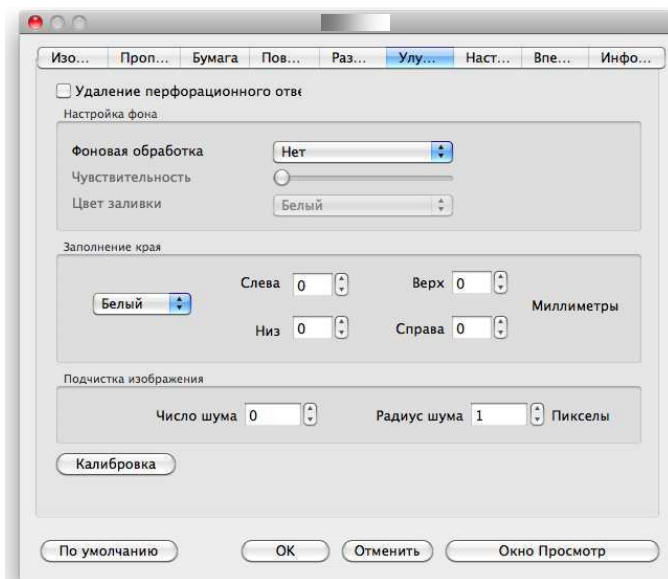 Изо... Проп... Бумага Пов... Раз... Улу... Наст... Впе... Инфо...
Удаление перфорационного отве
Настройка фона
Фоновая обработка Нет
Чувствительность
Цвет заливки Белый
Заполнение края
Слева 0 Верх 0
Белый Миллиметры
Низ 0 Справа 0
Подчистка изображения
Число шума 0 Радиус шума 1 Пикселы
Калибровка
По умолчанию OK Отменить Окно Просмотр